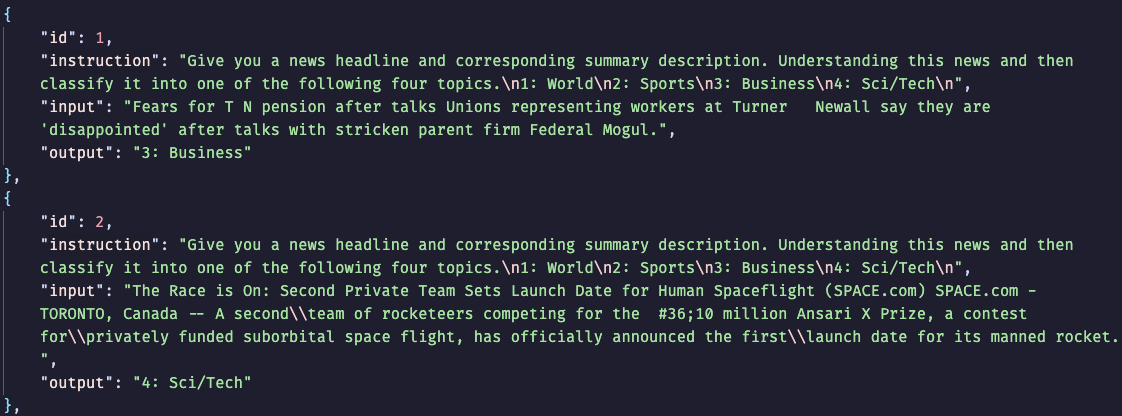 {
"id": 1,
"instruction": "Give you a news headline and corresponding summary description. Understanding this news and then
classify it into one of the following four topics.\n1: World\n2: Sports\n3: Business\n4: Sci/Tech\n",
"input": "Fears for T N pension after talks Unions representing workers at Turner   Newall say they are
'disappointed' after talks with stricken parent firm Federal Mogul.",
"output": "3: Business"
},
{
"id": 2,
"instruction": "Give you a news headline and corresponding summary description. Understanding this news and then
classify it into one of the following four topics.\n1: World\n2: Sports\n3: Business\n4: Sci/Tech\n",
"input": "The Race is On: Second Private Team Sets Launch Date for Human Spaceflight (SPACE.com) SPACE.com -
TORONTO, Canada -- A second\\team of rocketeers competing for the  #36;10 million Ansari X Prize, a contest
for\\privately funded suborbital space flight, has officially announced the first\\launch date for its manned rocket.
",
"output": "4: Sci/Tech"
},